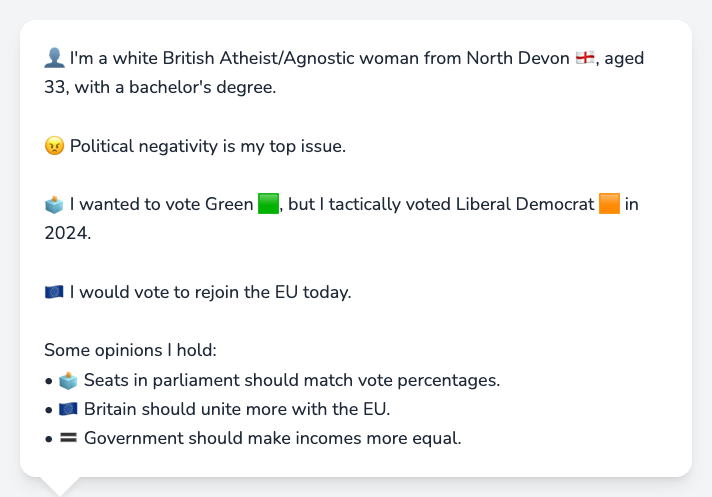 👤 I'm a white British Atheist/Agnostic woman from North Devon 🏴󠁧󠁢󠁥󠁮󠁧󠁿, aged
33, with a bachelor's degree.
😠 Political negativity is my top issue.
🗳️ I wanted to vote Green 🟩, but I tactically voted Liberal Democrat 🟧 in
2024.
🇪🇺 I would vote to rejoin the EU today.
Some opinions I hold:
• 🗳️ Seats in parliament should match vote percentages.
• 🇪🇺 Britain should unite more with the EU.
• 🟰 Government should make incomes more equal.